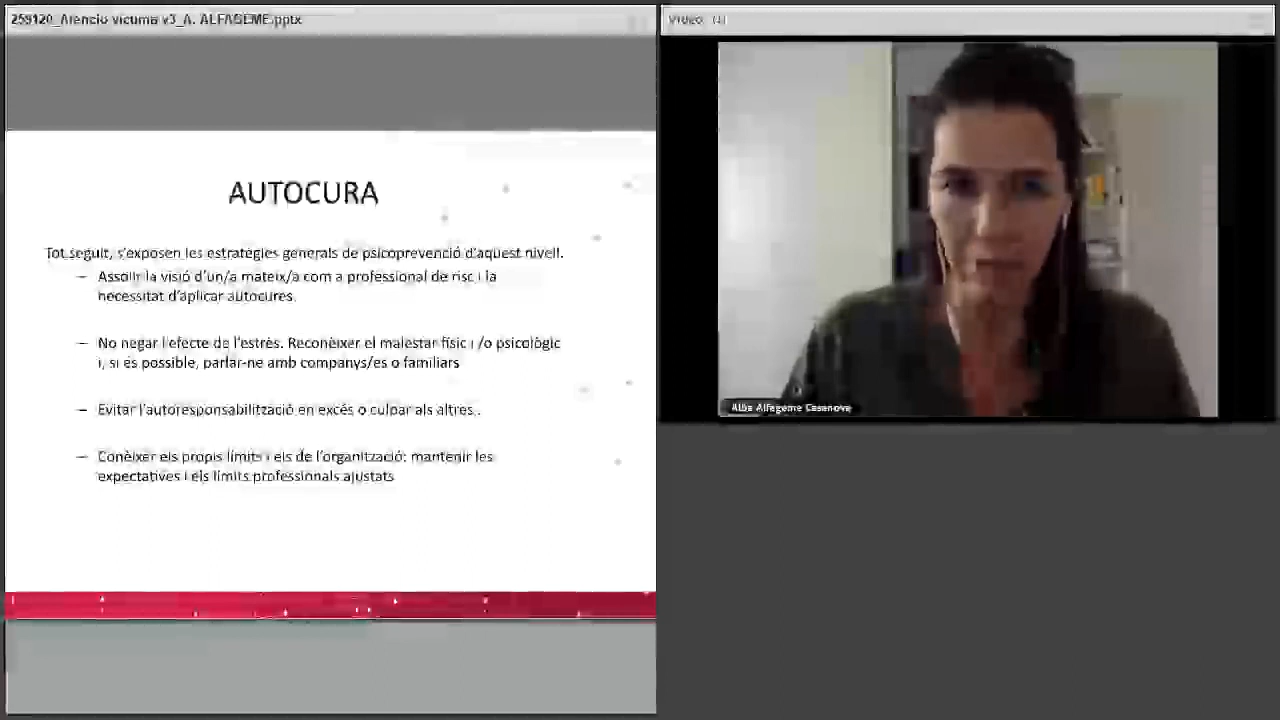 259120_Atencio victima v3_A. ALFAGEME.pptx
Video (1)
AUTOCURA
Tot seguit, s'exposen les estratègies generals de psicoprevenció d'aquest nivell.
– Assolir la visió d'un/a mateix/a com a professional de risc i la
necessitat d'aplicar autocures.
– No negar l'efecte de l'estrès. Reconèixer el malestar físic i /o psicològic
i, si és possible, parlar-ne amb companys/es o familiars
– Evitar l'autoresponsabilització en excés o culpar als altres..
– Conèixer els propis límits i els de l'organització: mantenir les
expectatives i els límits professionals ajustats
Alba Alfageme Casanova